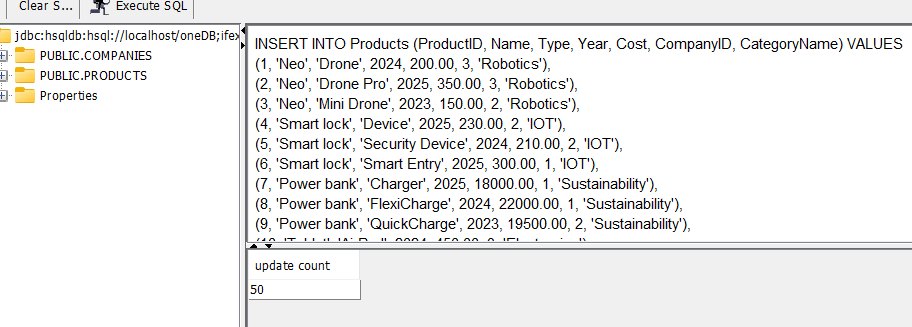 Clear S... Execute SQL
jdbc:hsqldb:hsql://localhost/oneDB;ifex
PUBLIC.COMPANIES
PUBLIC.PRODUCTS
Properties
INSERT INTO Products (ProductID, Name, Type, Year, Cost, CompanyID, CategoryName) VALUES
(1, 'Neo', 'Drone', 2024, 200.00, 3, 'Robotics'),
(2, 'Neo', 'Drone Pro', 2025, 350.00, 3, 'Robotics'),
(3, 'Neo', 'Mini Drone', 2023, 150.00, 2, 'Robotics'),
(4, 'Smart lock', 'Device', 2025, 230.00, 2, 'IOT'),
(5, 'Smart lock', 'Security Device', 2024, 210.00, 2, 'IOT'),
(6, 'Smart lock', 'Smart Entry', 2025, 300.00, 1, 'IOT'),
(7, 'Power bank', 'Charger', 2025, 18000.00, 1, 'Sustainability'),
(8, 'Power bank', 'FlexiCharge', 2024, 22000.00, 1, 'Sustainability'),
(9, 'Power bank', 'QuickCharge', 2023, 19500.00, 2, 'Sustainability'),
update count
50